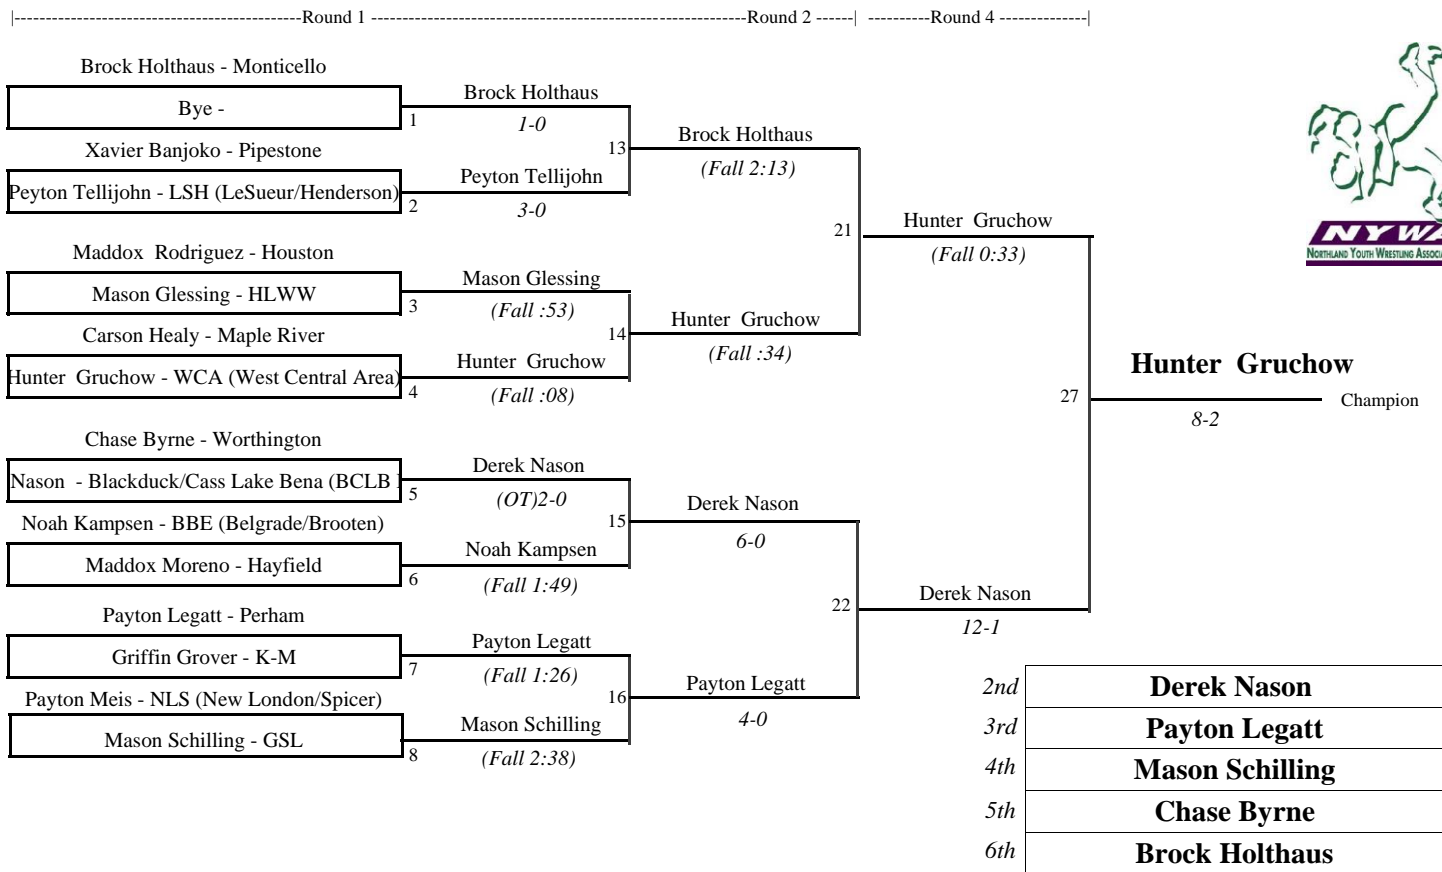 |-----------------------------------------------Round 1 -------------------------------------------------------------Round 2 ------| ----------Round 4 --------------|
Brock Holthaus - Monticello
Bye -
1
Brock Holthaus
1-0
Xavier Banjoko - Pipestone
Peyton Tellijohn - LSH (LeSueur/Henderson)
2
Peyton Tellijohn
3-0
13
Brock Holthaus
(Fall 2:13)
Maddox Rodriguez - Houston
Mason Glessing - HLWW
3
Mason Glessing
(Fall :53)
Carson Healy - Maple River
Hunter Gruchow - WCA (West Central Area)
4
Hunter Gruchow
(Fall :08)
14
Hunter Gruchow
(Fall :34)
21
Hunter Gruchow
(Fall 0:33)
Chase Byrne - Worthington
Nason - Blackduck/Cass Lake Bena (BCLB
5
Derek Nason
(OT)2-0
Noah Kampsen - BBE (Belgrade/Brooten)
Maddox Moreno - Hayfield
6
Noah Kampsen
(Fall 1:49)
15
Derek Nason
6-0
Payton Legatt - Perham
Griffin Grover - K-M
7
Payton Legatt
(Fall 1:26)
Payton Meis - NLS (New London/Spicer)
Mason Schilling - GSL
8
Mason Schilling
(Fall 2:38)
16
Payton Legatt
4-0
22
Derek Nason
12-1
27
Hunter Gruchow
8-2
Champion
NYWA
NORTHLAND YOUTH WRESTLING
2nd Derek Nason
3rd Payton Legatt
4th Mason Schilling
5th Chase Byrne
6th Brock Holthaus